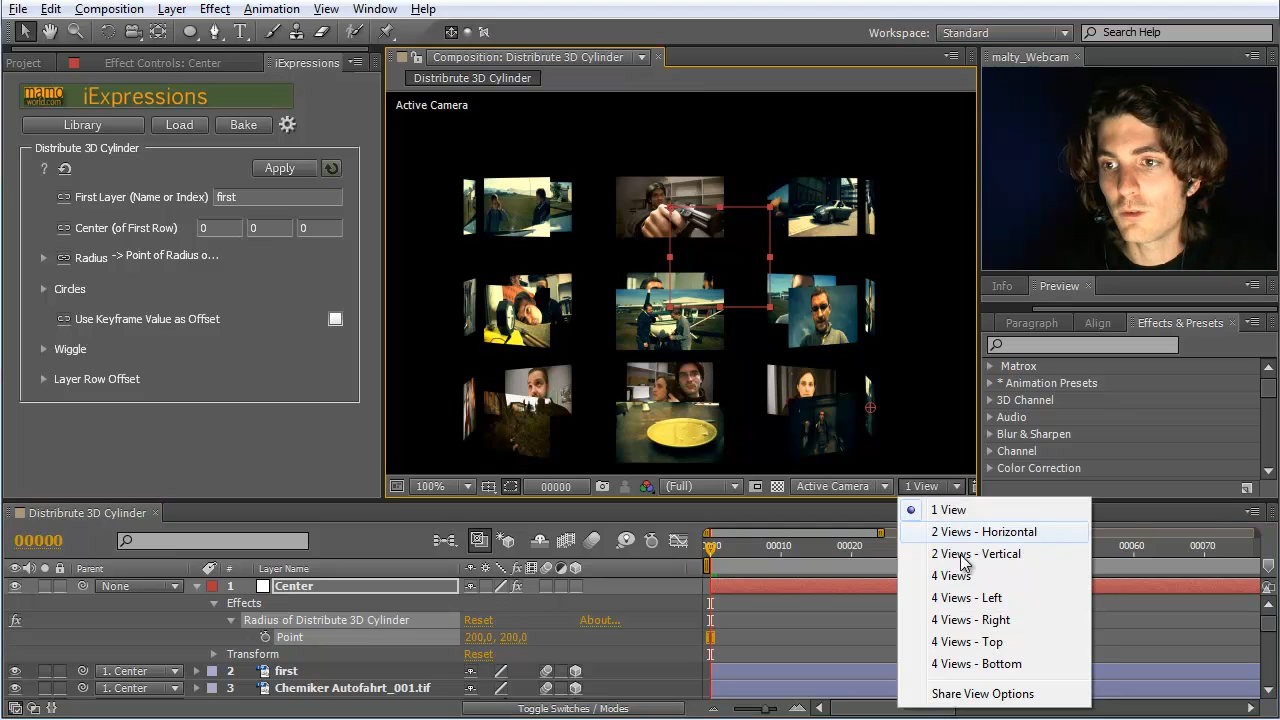 File Edit Composition Layer Effect Animation View Window Help
Workspace: Standard Search Help
Project Effect Controls: Center iExpressions
Composition: Distribrute 3D Cylinder
malty_Webcam
Distribrute 3D Cylinder
mamo world.com iExpressions
Active Camera
Library Load Bake
Distribute 3D Cylinder
? Apply
First Layer (Name or Index) first
Center (of First Row) 0 0 0
Radius -> Point of Radius o...
Circles
Use Keyframe Value as Offset
Wiggle
Layer Row Offset
Info Preview
Paragraph Align Effects & Presets
Matrox
* Animation Presets
3D Channel
Audio
Blur & Sharpen
Channel
Color Correction
100% 00000 (Full) Active Camera 1 View
1 View
2 Views - Horizontal
2 Views - Vertical
4 Views
4 Views - Left
4 Views - Right
4 Views - Top
4 Views - Bottom
Share View Options
Distribrute 3D Cylinder
00000
00010 00020 00060 00070
Parent # Layer Name
None 1 Center
Effects
Radius of Distribute 3D Cylinder Reset About...
Point 200,0, 200,0
Transform Reset
1. Center 2 first
1. Center 3 Chemiker Autofahrt_001.tif
Toggle Switches / Modes